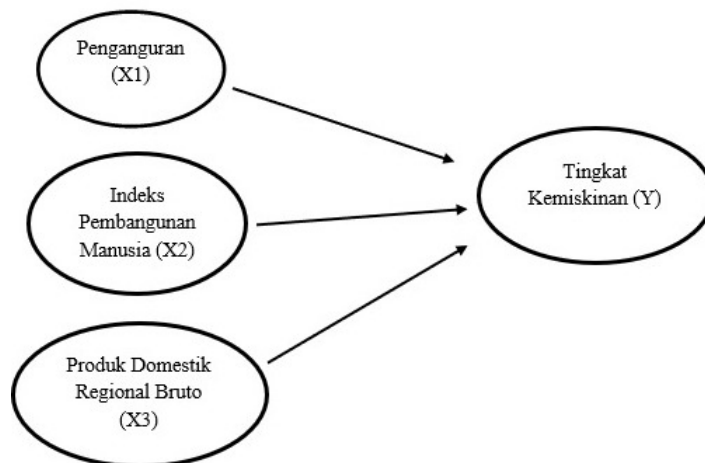 Penganguran
(X1)
Indeks
Pembangunan
Manusia (X2)
Produk Domestik
Regional Bruto
(X3)
Tingkat
Kemiskinan (Y)